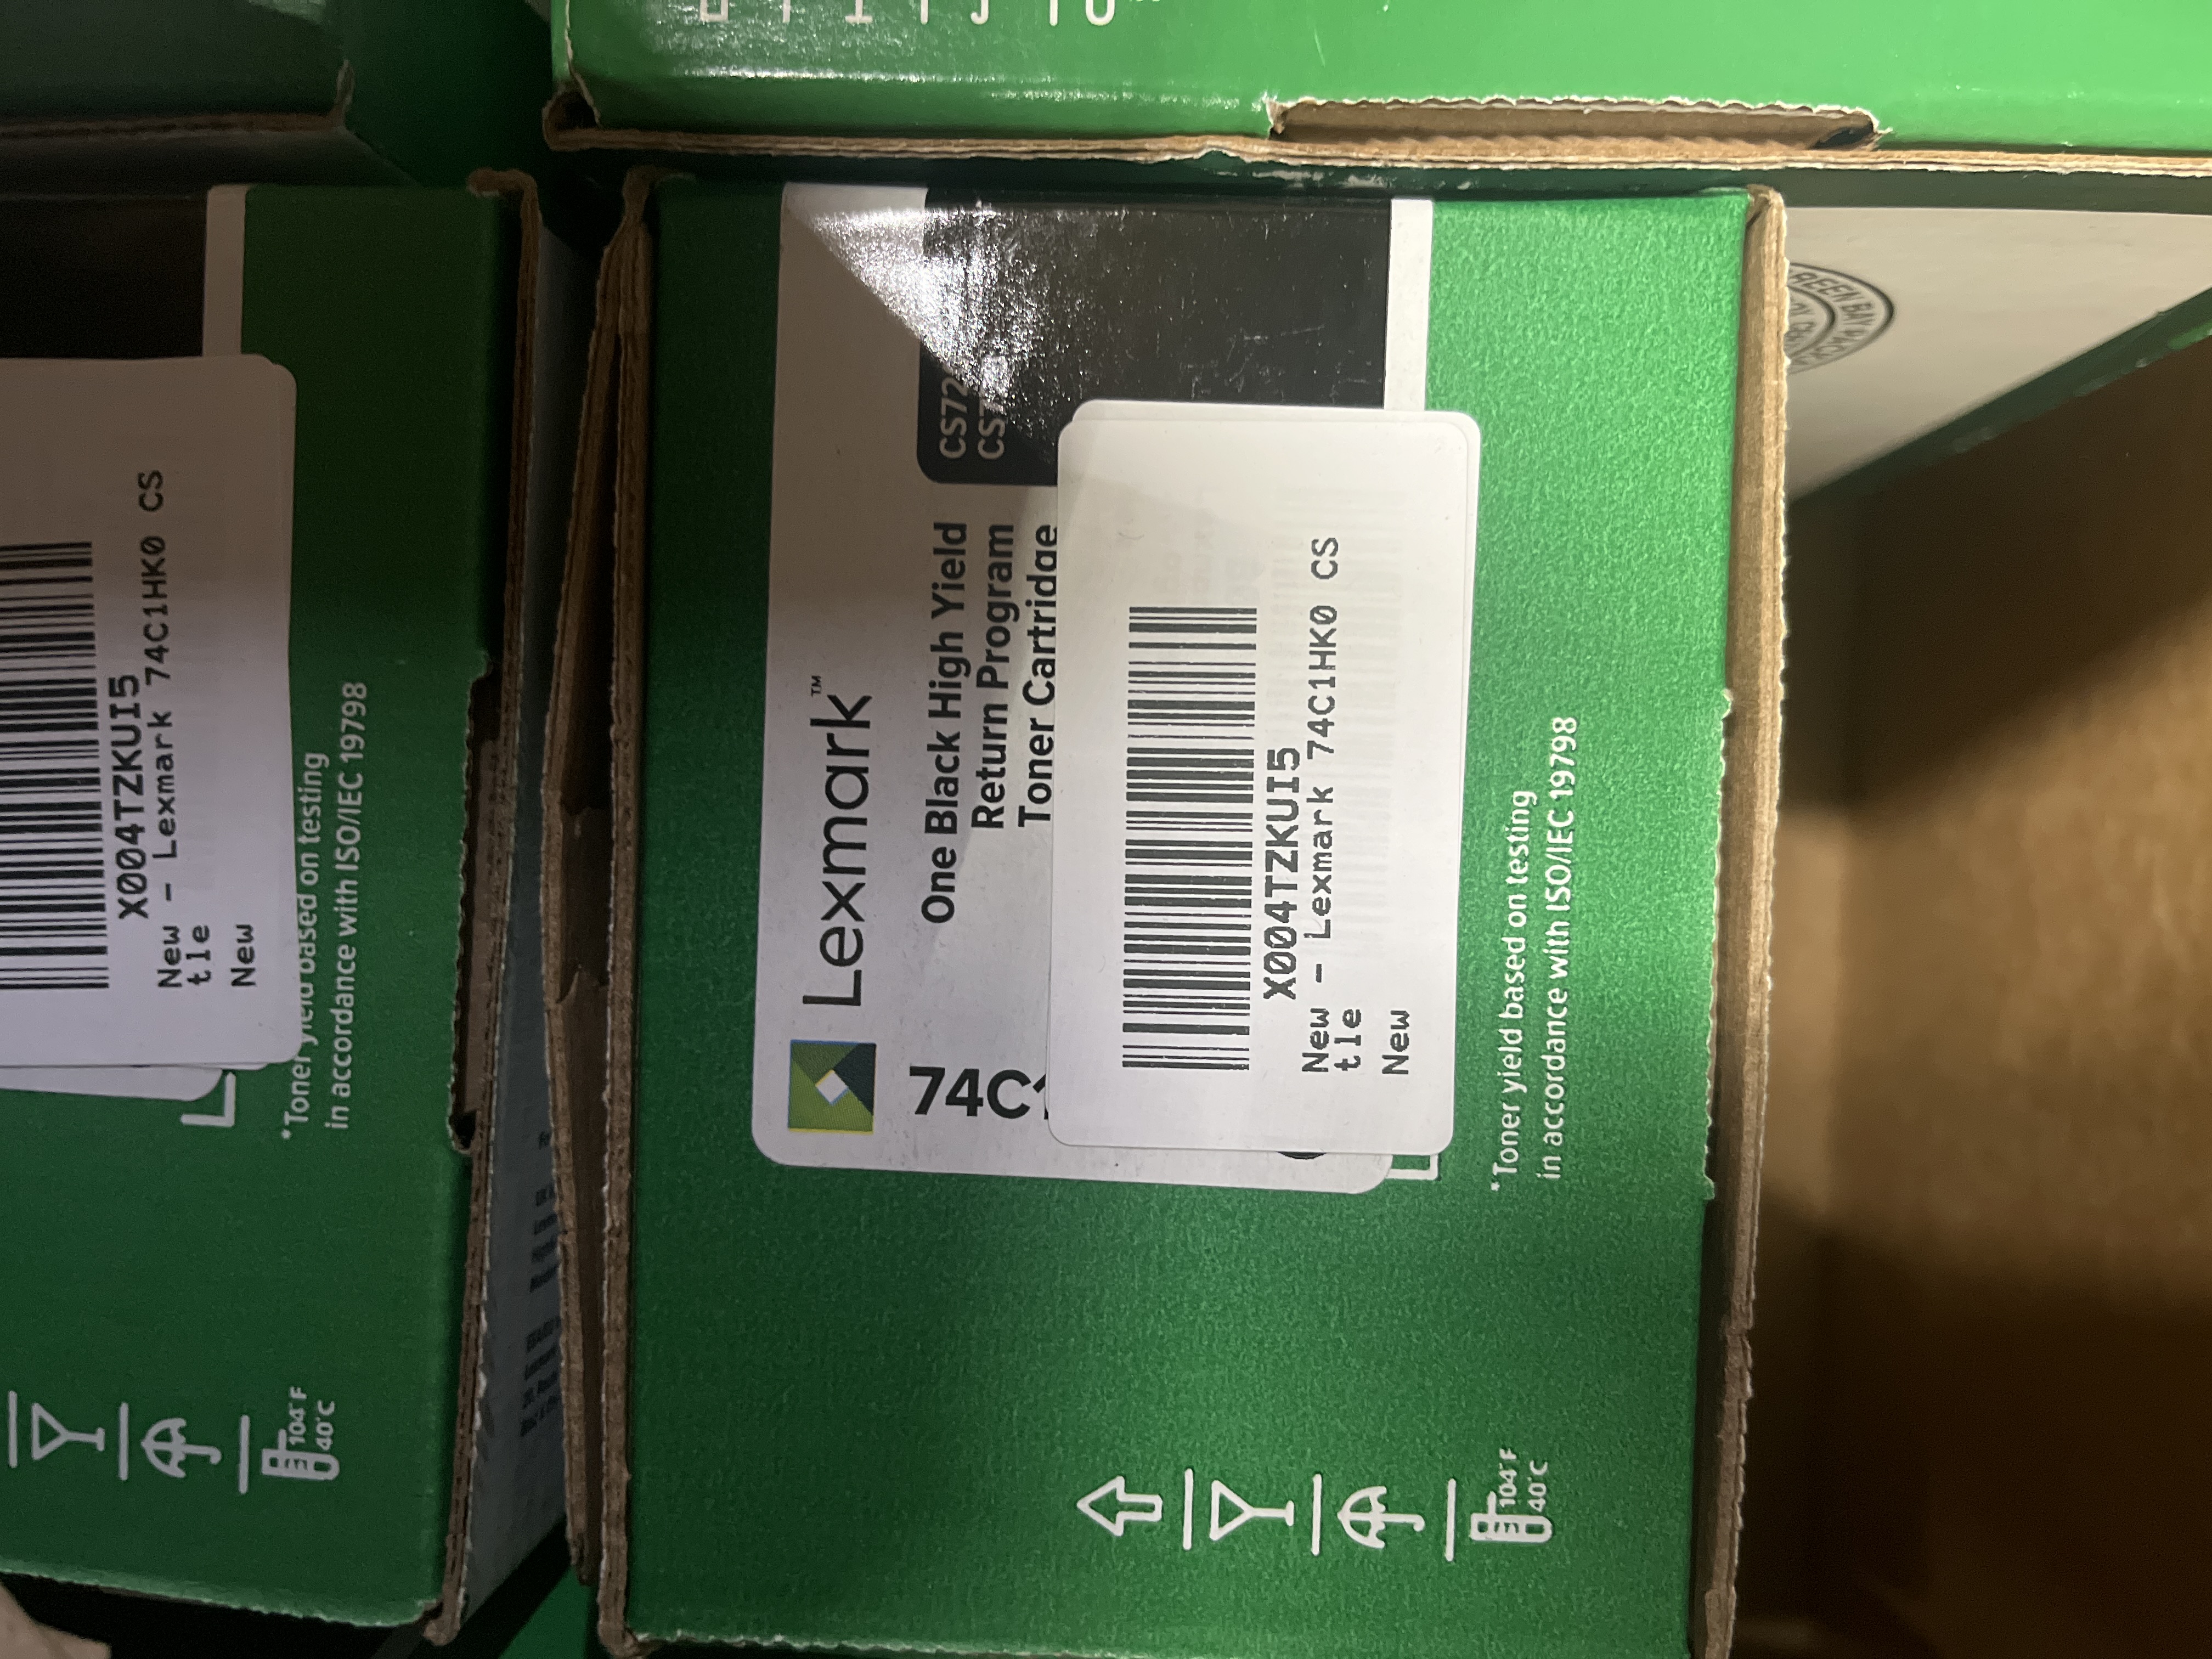 Lexmark™
One Black High Yield
Return Program
Toner Cartridge
CS72
74C1
X004TZKUI5
New - Lexmark 74C1HK0 CS
tle
New
*Toner yield based on testing
in accordance with ISO/IEC 19798
104°F
40°C
X004TZKUI5
New - Lexmark 74C1HK0 CS
tle
New
*Toner yield based on testing
in accordance with ISO/IEC 19798
104°F
40°C